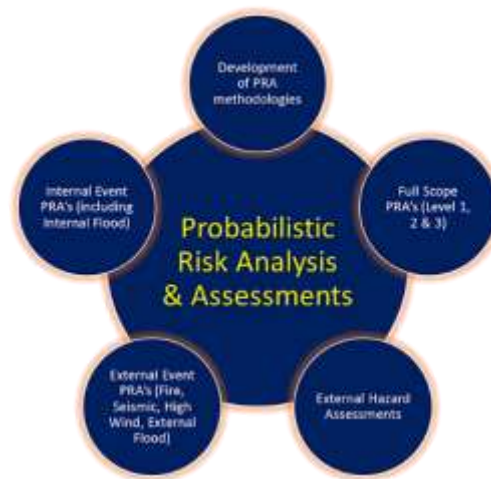 Development
of PRA
methodologies
Internal Event
PRA's (including
Internal Flood)
Full Scope
PRA's (Level 1,
2 & 3)
Probabilistic
Risk Analysis
& Assessments
External Event
PRA's (Fire,
Seismic, High
Wind, External
Flood)
External Hazard
Assessments